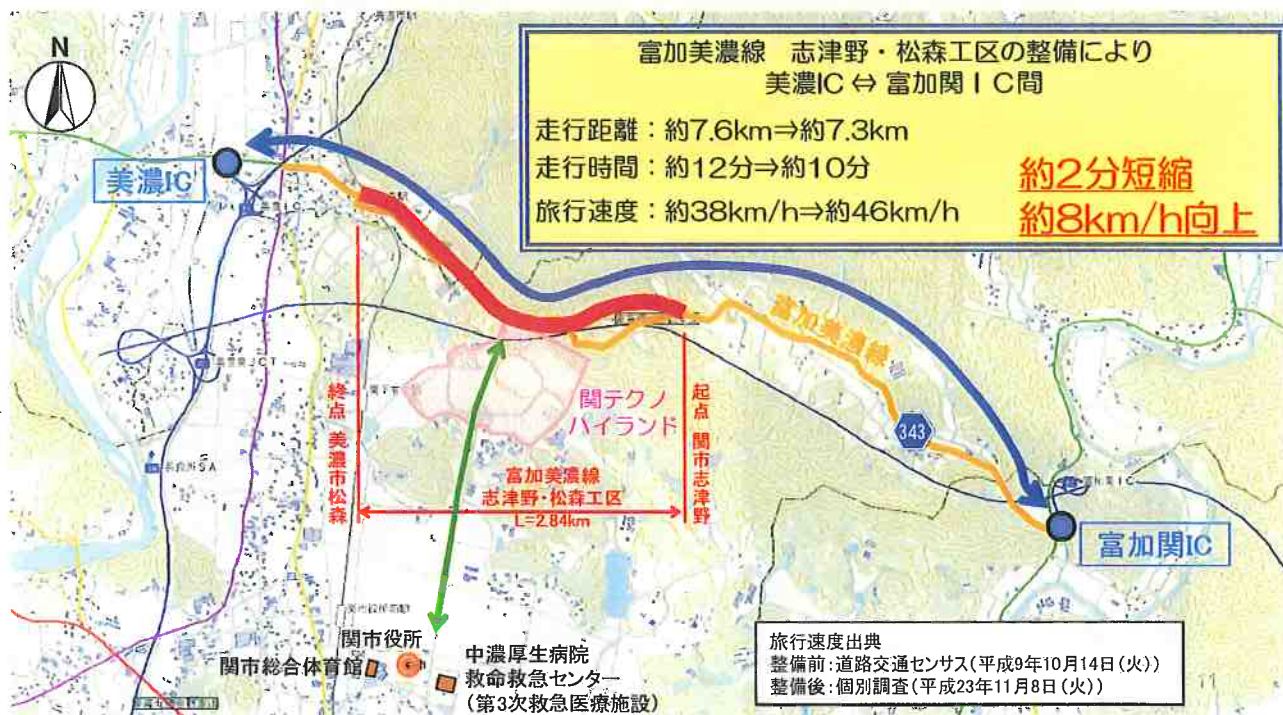 N
富加美濃線 志津野・松森工区の整備により
美濃IC ⇔ 富加関IC間
走行距離：約7.6km⇒約7.3km
走行時間：約12分⇒約10分
約2分短縮
旅行速度：約38km/h⇒約46km/h
約8km/h向上
美濃IC
富加美濃線
343
関テクノ
ハイランド
終点 美濃市松森
起点 関市志津野
富加美濃線
志津野・松森工区
L=2.84km
富加関IC
関市役所
関市総合体育館
中濃厚生病院
救命救急センター
(第3次救急医療施設)
旅行速度出典
整備前:道路交通センサス(平成9年10月14日(火))
整備後:個別調査(平成23年11月8日(火))
11